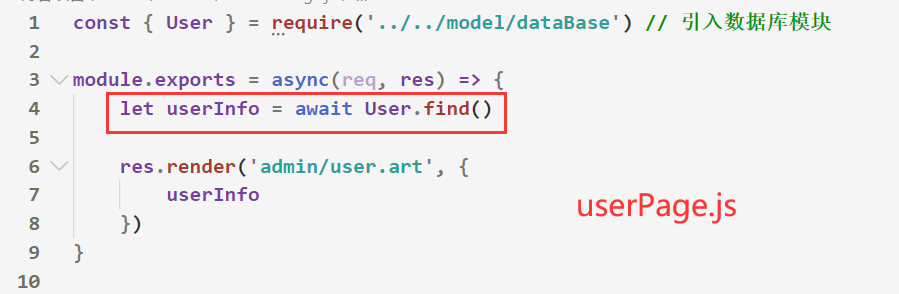 1 const { User } = require('../../model/dataBase') // 引入数据库模块
2
3 module.exports = async(req, res) => {
4 let userInfo = await User.find()
5
6 res.render('admin/user.art', {
7 userInfo
8 })
9 }
10
userPage.js